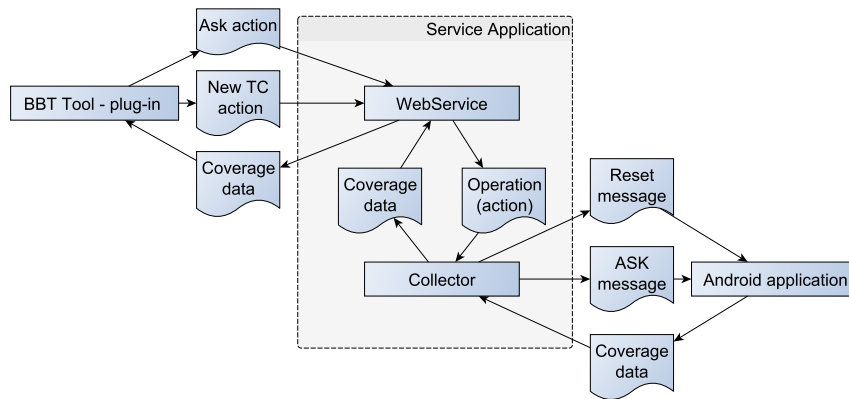 Ask action
Service Application
BBT Tool - plug-in
New TC
action
WebService
Coverage
data
Coverage
data
Operation
(action)
Reset
message
Collector
ASK
message
Android application
Coverage
data